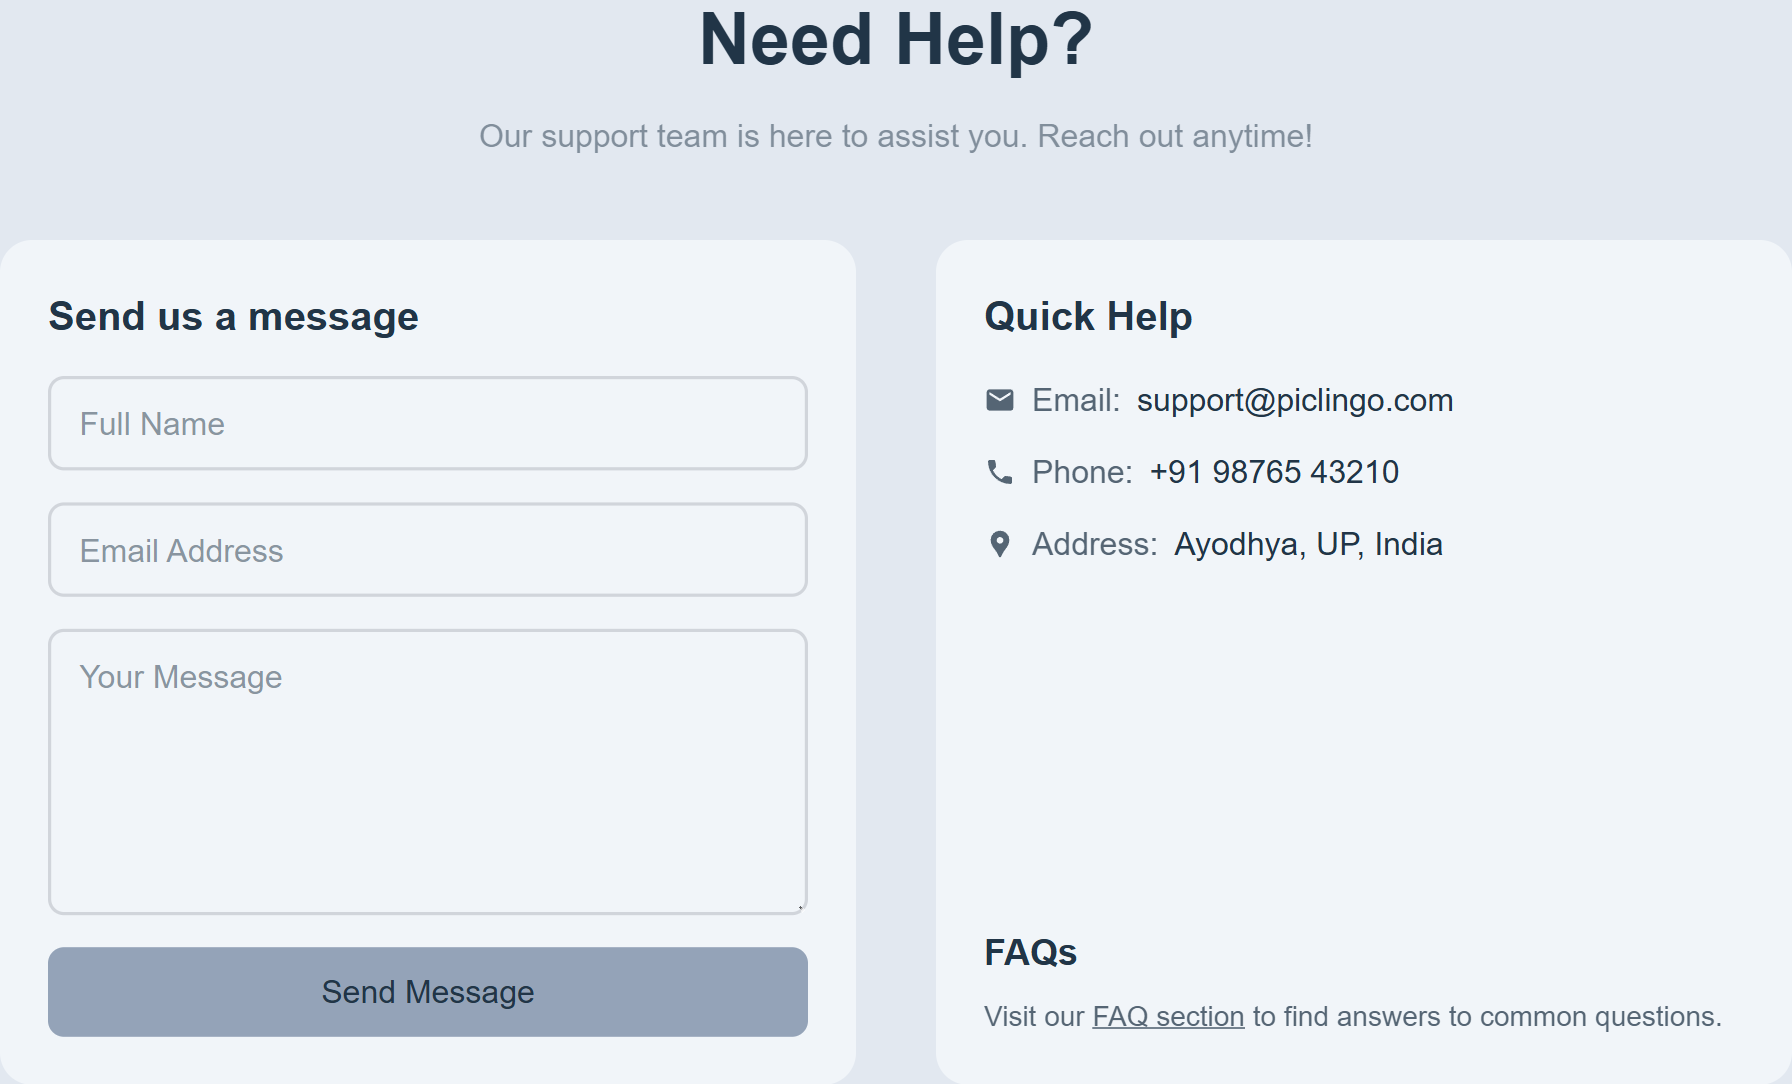 Need Help?
Our support team is here to assist you. Reach out anytime!
Send us a message
Full Name
Email Address
Your Message
Send Message
Quick Help
Email: support@piclingo.com
Phone: +91 98765 43210
Address: Ayodhya, UP, India
FAQs
Visit our FAQ section to find answers to common questions.